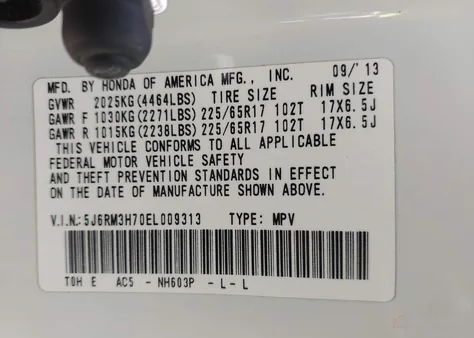 MFD. BY HONDA OF AMERICA MFG., INC. 09/'13
GVWR 2025KG(4464LBS) TIRE SIZE RIM SIZE
GAWR F 1030KG(2271LBS) 225/65R17 102T 17X6.5J
GAWR R 1015KG(2238LBS) 225/65R17 102T 17X6.5J
THIS VEHICLE CONFORMS TO ALL APPLICABLE
FEDERAL MOTOR VEHICLE SAFETY
AND THEFT PREVENTION STANDARDS IN EFFECT
ON THE DATE OF MANUFACTURE SHOWN ABOVE.
V.I.N.: 5J6RM3H70EL009313 TYPE: MPV
T0H E AC5 - NH603P - L - L